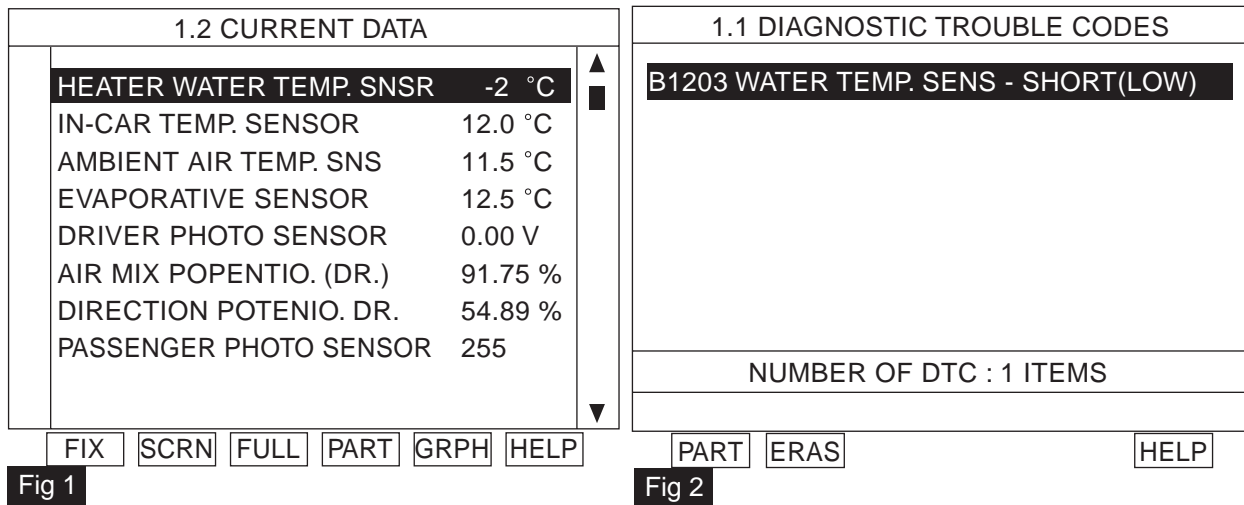 1.2 CURRENT DATA
HEATER WATER TEMP. SNSR -2 °C
IN-CAR TEMP. SENSOR 12.0 °C
AMBIENT AIR TEMP. SNS 11.5 °C
EVAPORATIVE SENSOR 12.5 °C
DRIVER PHOTO SENSOR 0.00 V
AIR MIX POPENTIO. (DR.) 91.75 %
DIRECTION POTENIO. DR. 54.89 %
PASSENGER PHOTO SENSOR 255
FIX SCRN FULL PART GRPH HELP
Fig 1
1.1 DIAGNOSTIC TROUBLE CODES
B1203 WATER TEMP. SENS - SHORT(LOW)
NUMBER OF DTC : 1 ITEMS
PART ERAS HELP
Fig 2